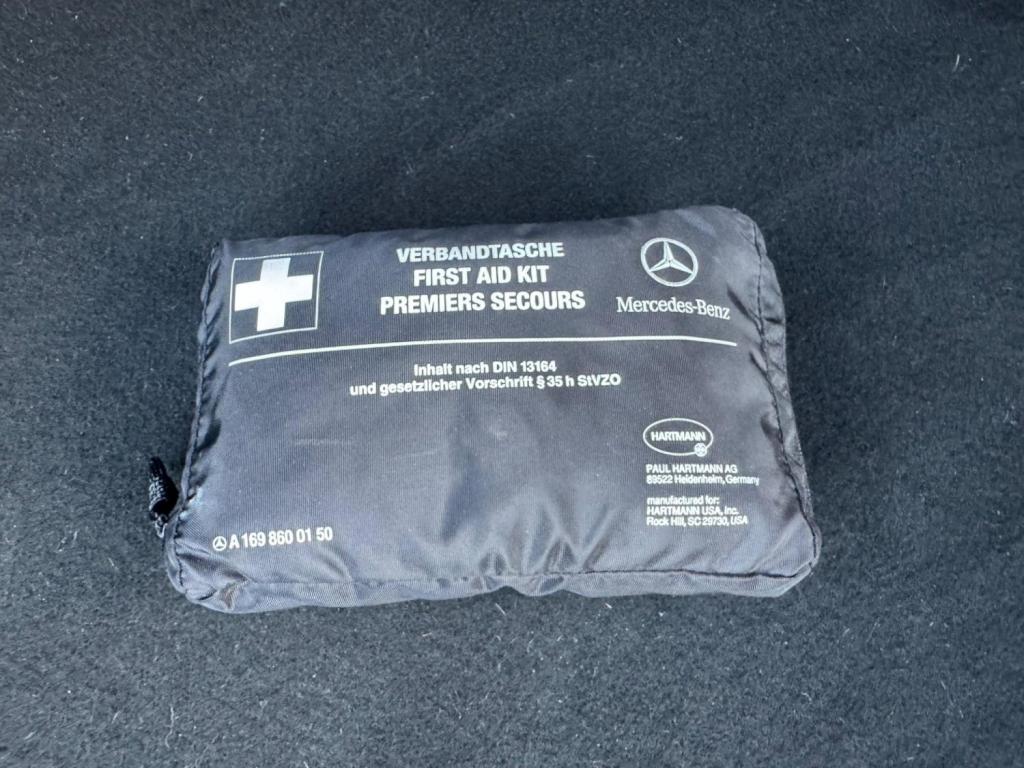 VERBANDTASCHE
FIRST AID KIT
PREMIERS SECOURS
Mercedes-Benz
Inhalt nach DIN 13164
und gesetzlicher Vorschrift § 35 h StVZO
HARTMANN
PAUL HARTMANN AG
89522 Heidenheim, Germany
manufactured for:
HARTMANN USA, Inc.
Rock Hill, SC 29730, USA
A 169 860 01 50